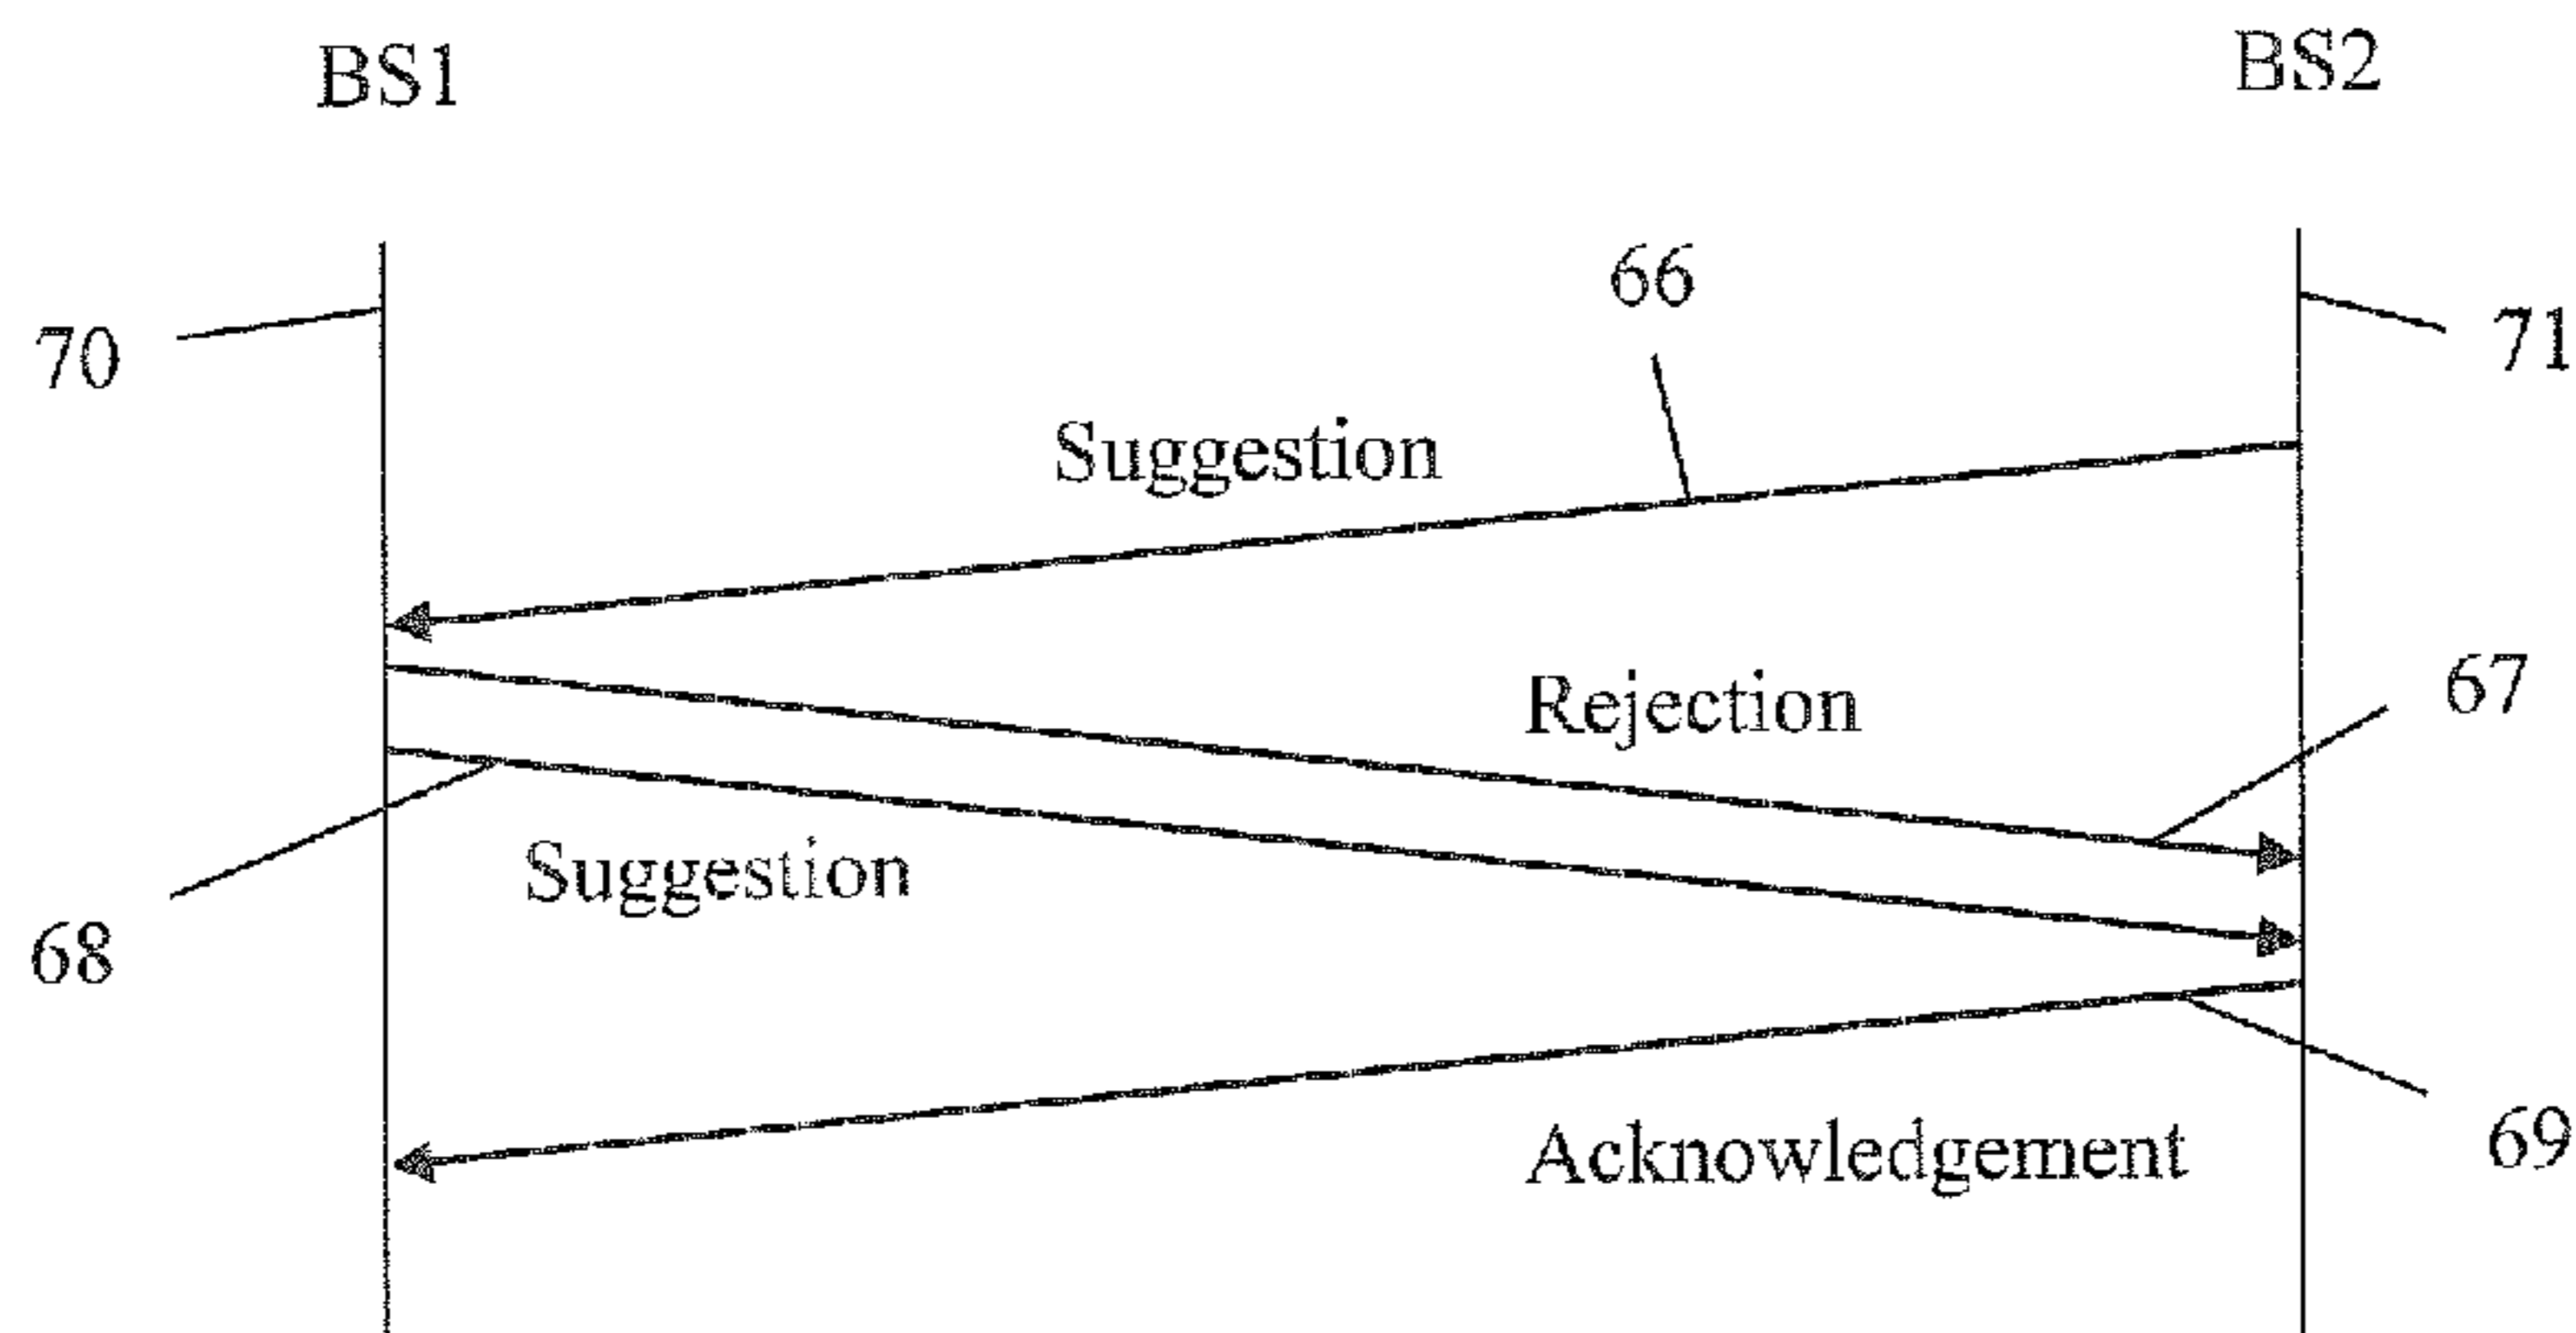 BS1
BS2
66
70
71
Suggestion
67
Rejection
Suggestion
68
69
Acknowledgement